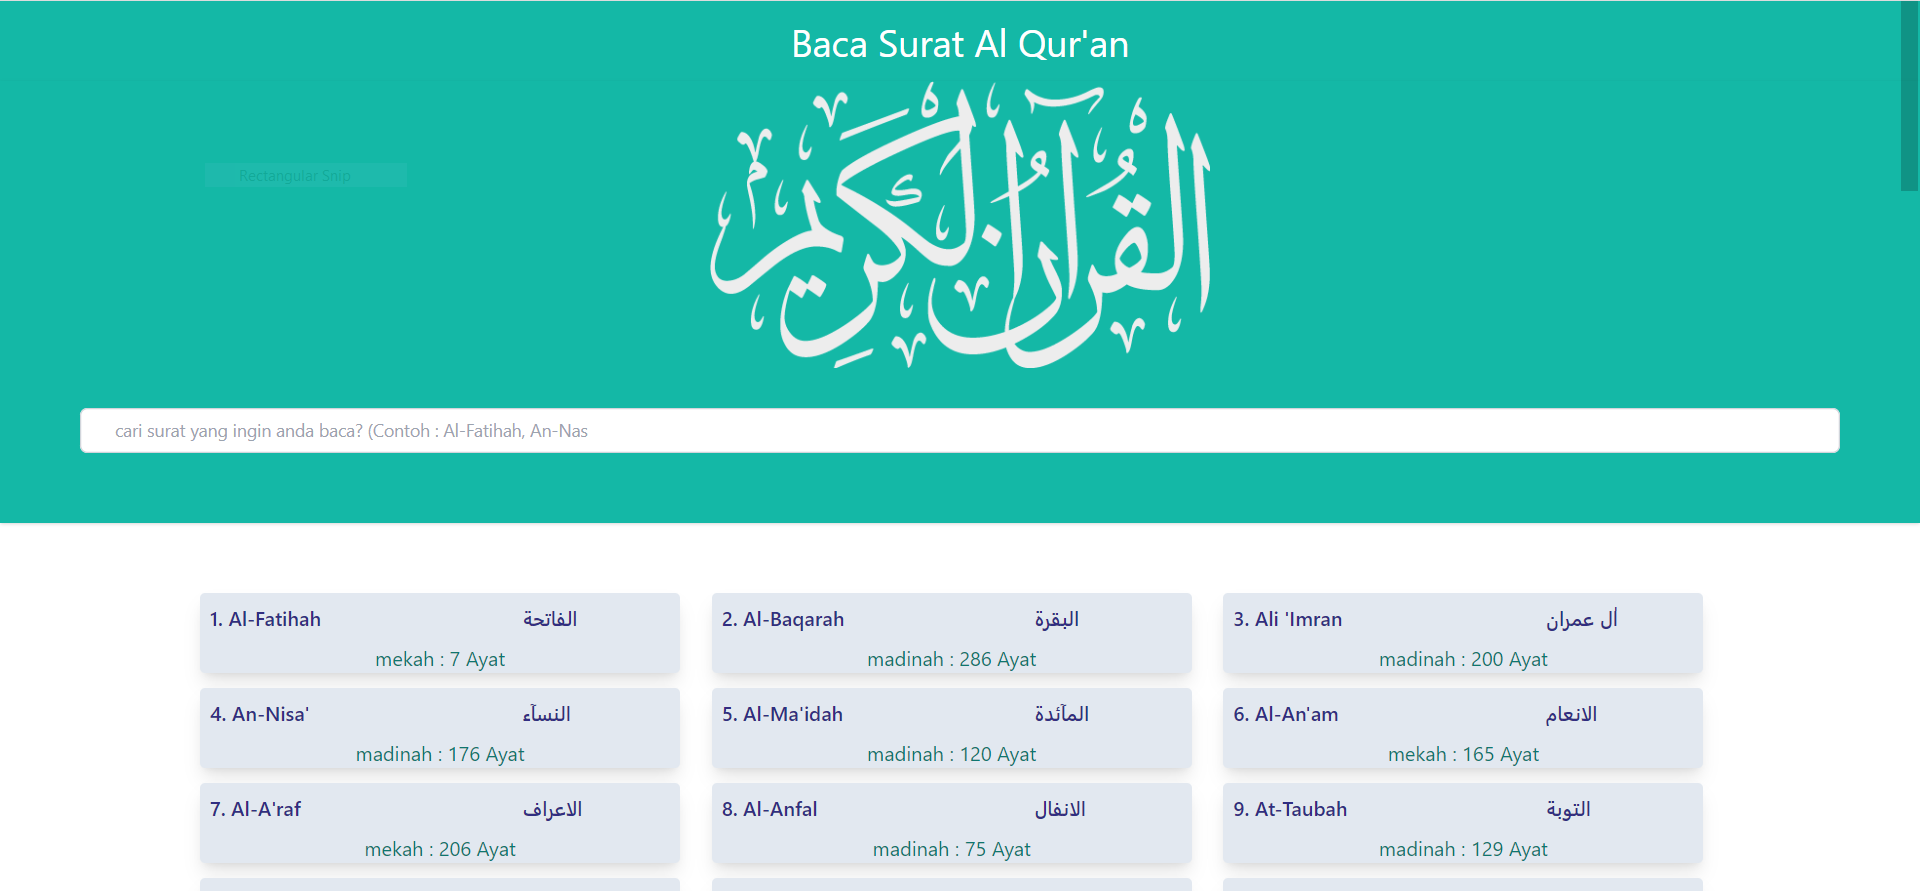 Baca Surat Al Qur'an
القرآن الكريم
Rectangular Snip
cari surat yang ingin anda baca? (Contoh : Al-Fatihah, An-Nas
1. Al-Fatihah الفاتحة
mekah : 7 Ayat
2. Al-Baqarah البقرة
madinah : 286 Ayat
3. Ali 'Imran اٰل عمران
madinah : 200 Ayat
4. An-Nisa' النساۤء
madinah : 176 Ayat
5. Al-Ma'idah الماۤئدة
madinah : 120 Ayat
6. Al-An'am الانعام
mekah : 165 Ayat
7. Al-A'raf الاعراف
mekah : 206 Ayat
8. Al-Anfal الانفال
madinah : 75 Ayat
9. At-Taubah التوبة
madinah : 129 Ayat